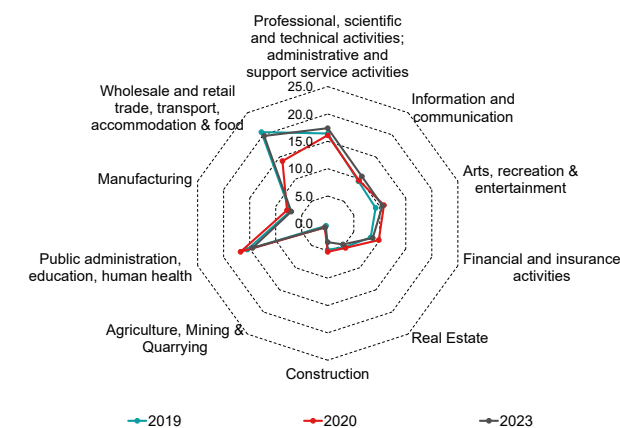 Professional, scientific
and technical activities;
administrative and
support service activities
Information and
communication
Arts, recreation &
entertainment
Financial and insurance
activities
Real Estate
Construction
Agriculture, Mining &
Quarrying
Public administration,
education, human health
Manufacturing
Wholesale and retail
trade, transport,
accommodation & food
25.0
20.0
15.0
10.0
5.0
0.0
2019 2020 2023